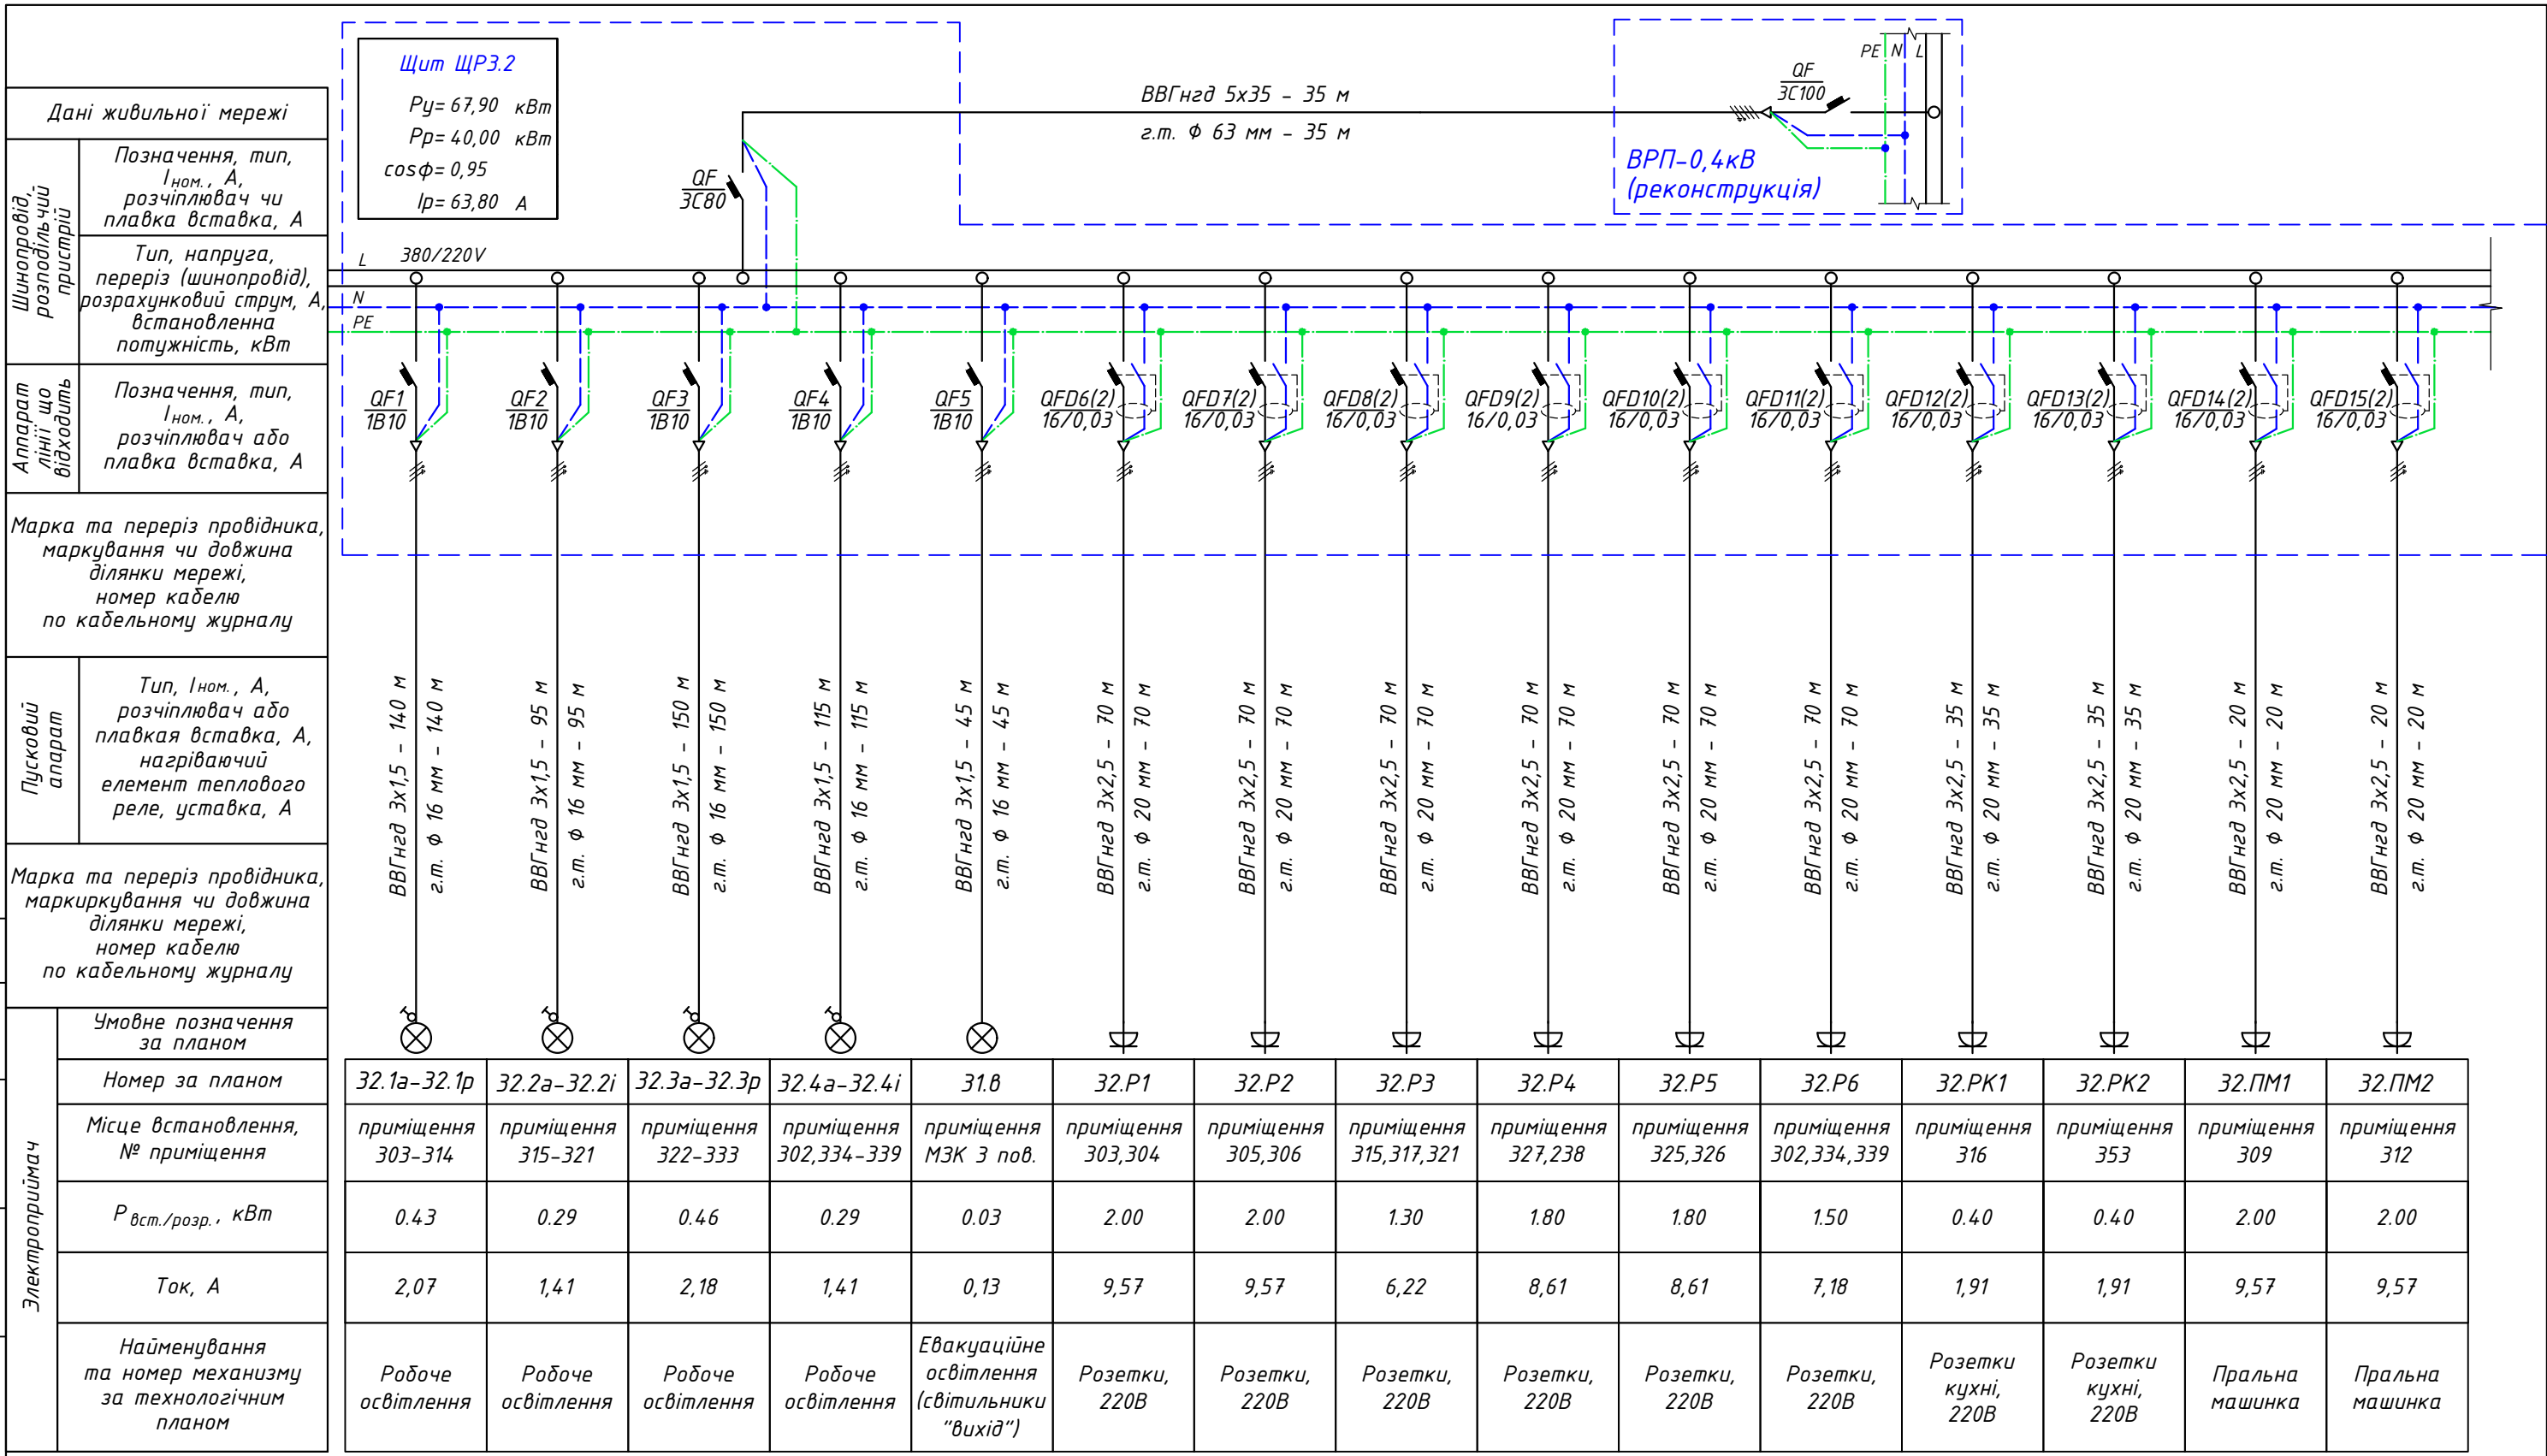 Щит ЩР3.2
Ру= 67,90 кВт
Рр= 40,00 кВт
cosφ= 0,95
Iр= 63,80 А
ВВГнгд 5х35 - 35 м
г.т. Ф 63 мм - 35 м
QF
3С80
QF
3С100
PE N L
ВРП-0,4кВ
(реконструкція)
Дані живильної мережі
Шинопровід,
розподільчий
пристрій
Позначення, тип,
Iном., А,
розчіплювач чи
плавка вставка, А
Тип, напруга,
переріз (шинопровід),
розрахунковий струм, А,
встановленна
потужність, кВт
L 380/220V
N
PE
Аппарат
лінії що
відходить
Позначення, тип,
Iном., А,
розчіплювач або
плавка вставка, А
QF1
1В10
QF2
1В10
QF3
1В10
QF4
1В10
QF5
1В10
QFD6(2)
16/0,03
QFD7(2)
16/0,03
QFD8(2)
16/0,03
QFD9(2)
16/0,03
QFD10(2)
16/0,03
QFD11(2)
16/0,03
QFD12(2)
16/0,03
QFD13(2)
16/0,03
QFD14(2)
16/0,03
QFD15(2)
16/0,03
Марка та переріз провідника,
маркування чи довжина
ділянки мережі,
номер кабелю
по кабельному журналу
Пусковий
апарат
Тип, Iном., А,
розчіплювач або
плавкая вставка, А,
нагріваючий
елемент теплового
реле, уставка, А
Марка та переріз провідника,
маркиркування чи довжина
ділянки мережі,
номер кабелю
по кабельному журналу
ВВГнгд 3х1,5 - 140 м
г.т. Ф 16 мм - 140 м
ВВГнгд 3х1,5 - 95 м
г.т. Ф 16 мм - 95 м
ВВГнгд 3х1,5 - 150 м
г.т. Ф 16 мм - 150 м
ВВГнгд 3х1,5 - 115 м
г.т. Ф 16 мм - 115 м
ВВГнгд 3х1,5 - 45 м
г.т. Ф 16 мм - 45 м
ВВГнгд 3х2,5 - 70 м
г.т. Ф 20 мм - 70 м
ВВГнгд 3х2,5 - 70 м
г.т. Ф 20 мм - 70 м
ВВГнгд 3х2,5 - 70 м
г.т. Ф 20 мм - 70 м
ВВГнгд 3х2,5 - 70 м
г.т. Ф 20 мм - 70 м
ВВГнгд 3х2,5 - 70 м
г.т. Ф 20 мм - 70 м
ВВГнгд 3х2,5 - 70 м
г.т. Ф 20 мм - 70 м
ВВГнгд 3х2,5 - 35 м
г.т. Ф 20 мм - 35 м
ВВГнгд 3х2,5 - 35 м
г.т. Ф 20 мм - 35 м
ВВГнгд 3х2,5 - 20 м
г.т. Ф 20 мм - 20 м
ВВГнгд 3х2,5 - 20 м
г.т. Ф 20 мм - 20 м
Электроприймач
Умовне позначення
за планом
Номер за планом
32.1а-32.1р
32.2а-32.2і
32.3а-32.3р
32.4а-32.4і
31.в
32.Р1
32.Р2
32.Р3
32.Р4
32.Р5
32.Р6
32.РК1
32.РК2
32.ПМ1
32.ПМ2
Місце встановлення,
№ приміщення
приміщення
303-314
приміщення
315-321
приміщення
322-333
приміщення
302,334-339
приміщення
МЗК 3 пов.
приміщення
303,304
приміщення
305,306
приміщення
315,317,321
приміщення
327,238
приміщення
325,326
приміщення
302,334,339
приміщення
316
приміщення
353
приміщення
309
приміщення
312
Р вст./розр., кВт
0.43
0.29
0.46
0.29
0.03
2.00
2.00
1.30
1.80
1.80
1.50
0.40
0.40
2.00
2.00
Ток, А
2,07
1,41
2,18
1,41
0,13
9,57
9,57
6,22
8,61
8,61
7,18
1,91
1,91
9,57
9,57
Найменування
та номер механизму
за технологічним
планом
Робоче
освітлення
Робоче
освітлення
Робоче
освітлення
Робоче
освітлення
Евакуаційне
освітлення
(світильники
"вихід")
Розетки,
220В
Розетки,
220В
Розетки,
220В
Розетки,
220В
Розетки,
220В
Розетки,
220В
Розетки
кухні,
220В
Розетки
кухні,
220В
Пральна
машинка
Пральна
машинка